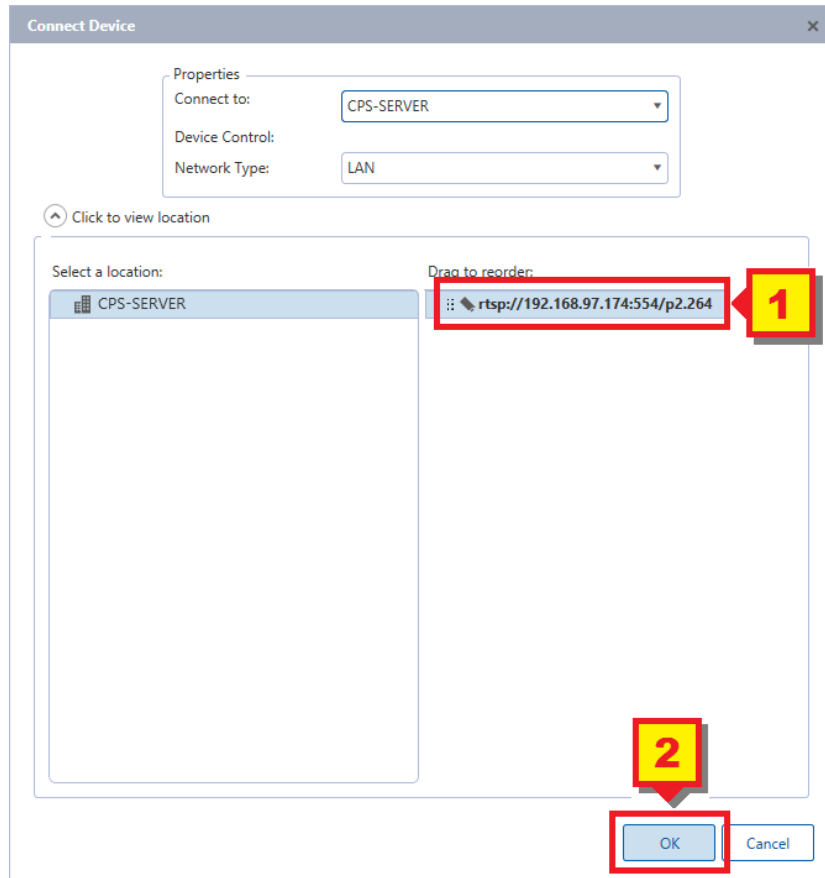 Connect Device
Properties
Connect to:
CPS-SERVER
Device Control:
Network Type:
LAN
Click to view location
Select a location:
Drag to reorder:
CPS-SERVER
rtsp://192.168.97.174:554/p2.264
1
2
OK
Cancel